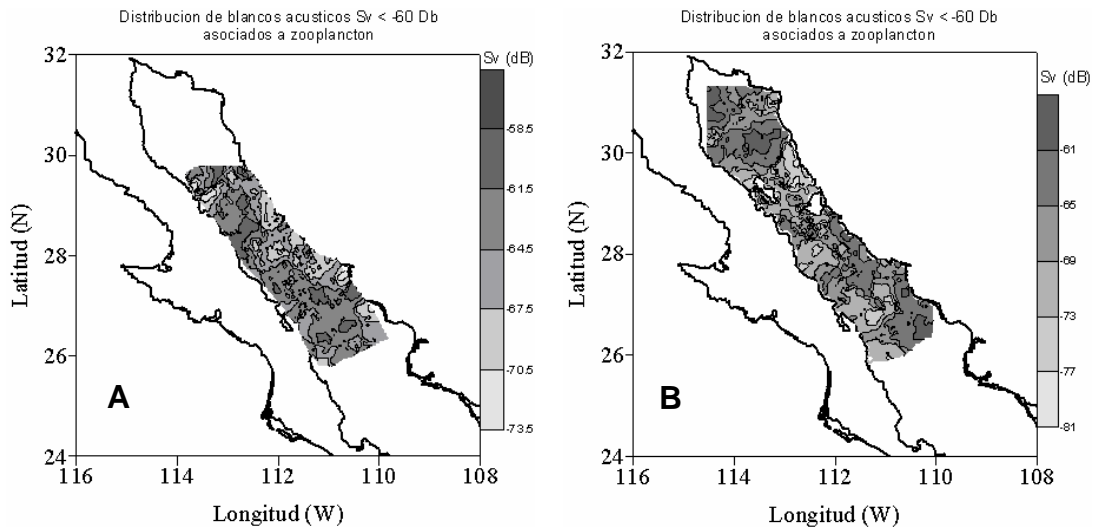 Distribucion de blancos acusticos Sv < -60 Db
asociados a zooplancton
Sv (dB)
-58.5
-61.5
-64.5
-67.5
-70.5
-73.5
32
30
28
26
24
Latitud (N)
A
116
114
112
110
108
Longitud (W)
Distribucion de blancos acusticos Sv < -60 Db
asociados a zooplancton
Sv (dB)
-61
-65
-69
-73
-77
-81
32
30
28
26
24
Latitud (N)
B
116
114
112
110
108
Longitud (W)